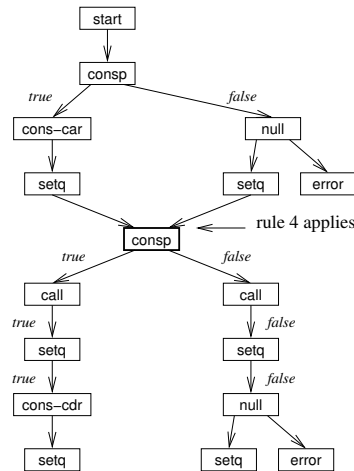 start
consp
true false
cons-car null
setq setq error
rule 4 applies
consp
true false
call call
true false
setq setq
true false
cons-cdr null
setq setq error